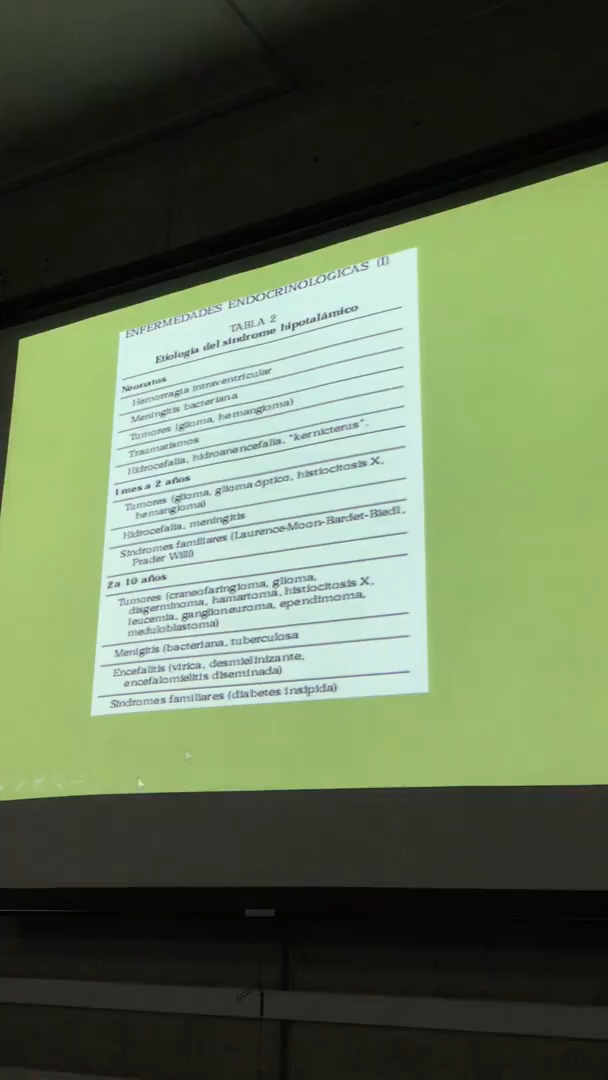 ENFERMEDADES ENDOCRINOLOGICAS (I)
TABLA 2
Etiología del síndrome hipotalámico
Neonatos
Hemorragia intraventricular
Meningitis bacteriana
Tumores (glioma, hemangioma)
Traumatismos
Hidrocefalia, hidroanencefalia, "kernicterus".
1 mes a 2 años
Tumores (glioma, glioma óptico, histiocitosis X,
hemangioma)
Hidrocefalia, meningitis
Síndromes familiares (Laurence-Moon-Bardet-Biedl,
Prader Willi)
2 a 10 años
Tumores (craneofaringioma, glioma,
disgerminoma, hamartoma, histiocitosis X,
leucemia, ganglioneuroma, ependimoma,
meduloblastoma)
Menigitis (bacteriana, tuberculosa
Encefalitis (vírica, desmielinizante,
encefalomielitis diseminada)
Síndromes familiares (diabetes insípida)